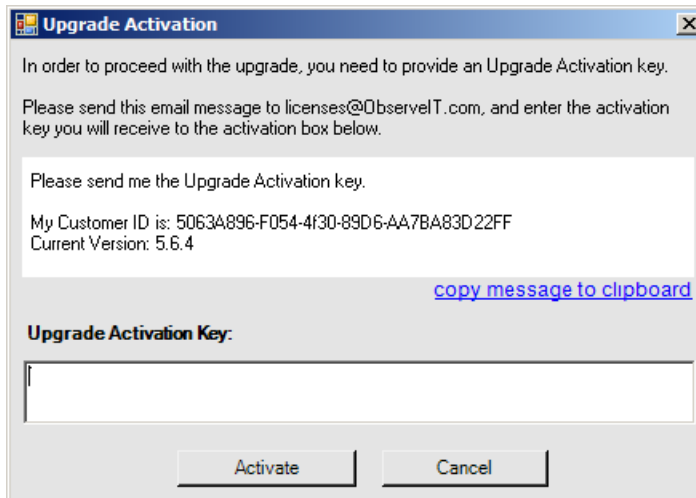 Upgrade Activation
In order to proceed with the upgrade, you need to provide an Upgrade Activation key.
Please send this email message to licenses@ObserveIT.com, and enter the activation
key you will receive to the activation box below.
Please send me the Upgrade Activation key.
My Customer ID is: 5063A896-F054-4f30-89D6-AA7BA83D22FF
Current Version: 5.6.4
copy message to clipboard
Upgrade Activation Key:
Activate Cancel